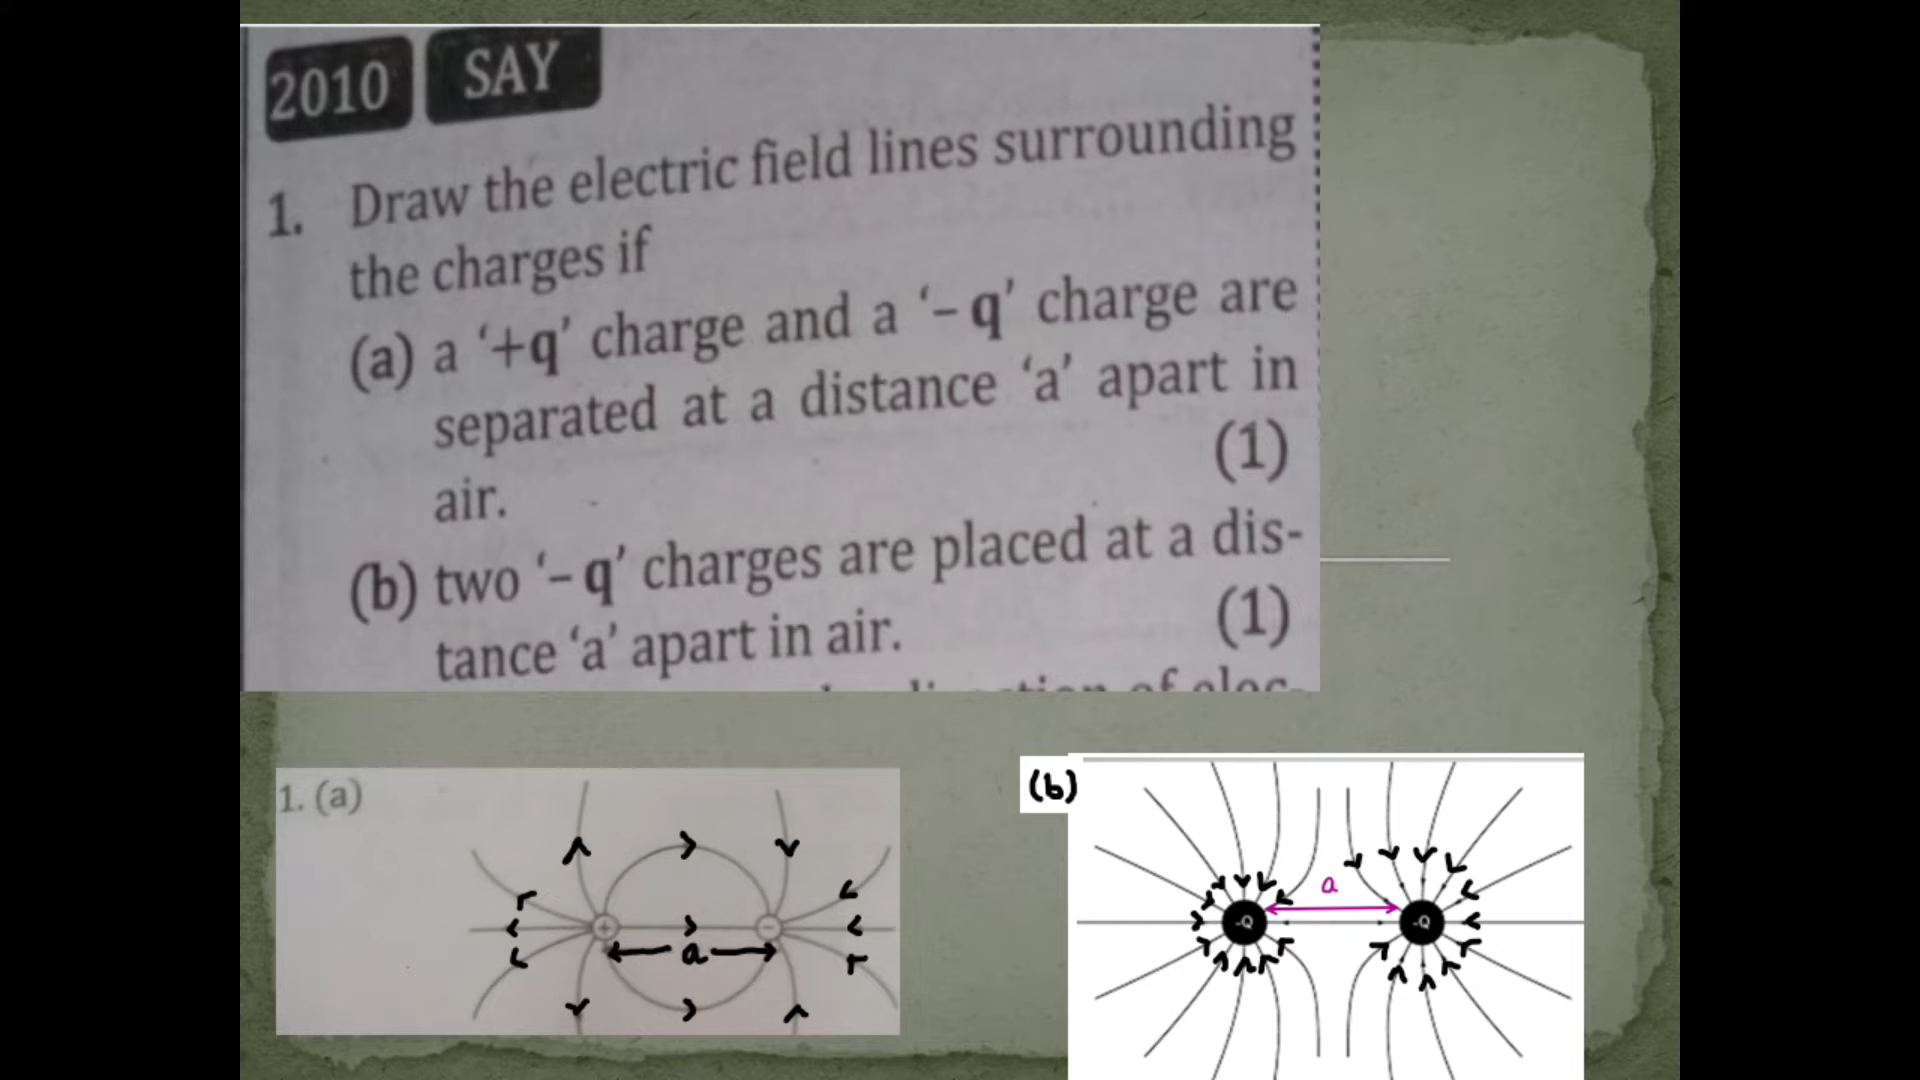 2010 SAY
1. Draw the electric field lines surrounding
the charges if
(a) a ‘+q’ charge and a ‘– q’ charge are
separated at a distance ‘a’ apart in
air. (1)
(b) two ‘– q’ charges are placed at a dis-
tance ‘a’ apart in air. (1)
1. (a)
+ −
a
(b)
a
-Q -Q